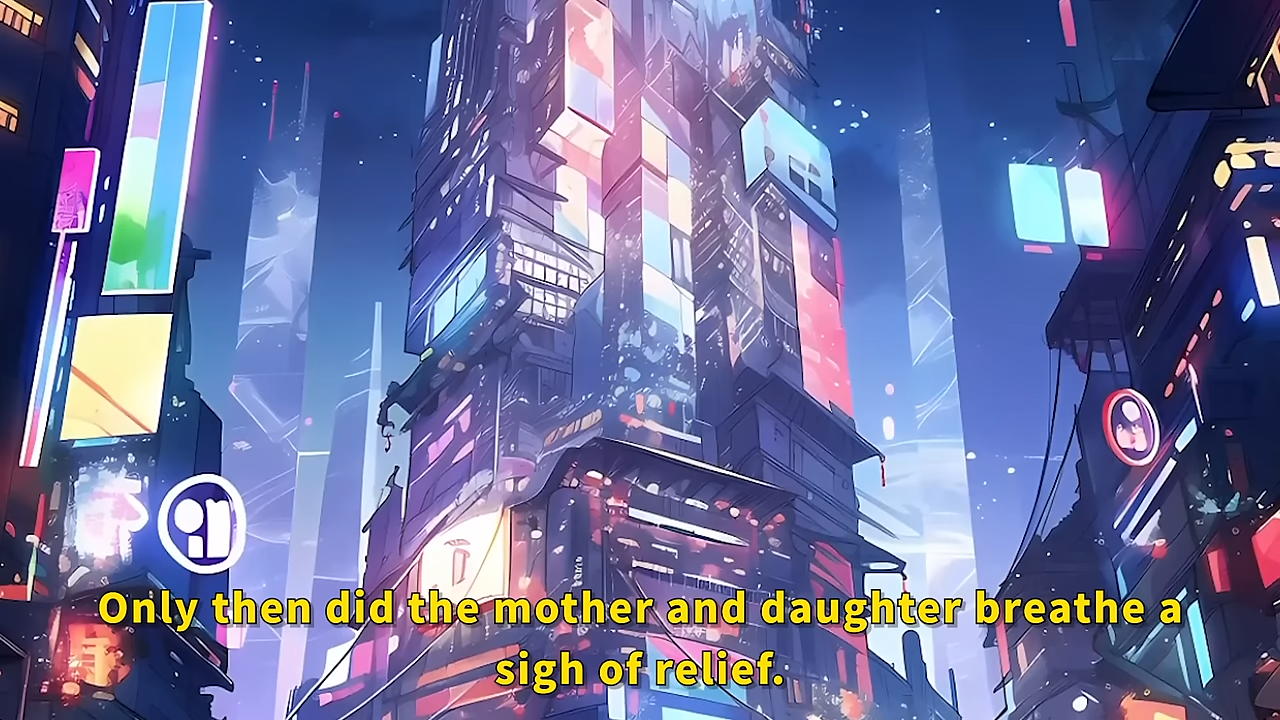 Only then did the mother and daughter breathe a
sigh of relief.